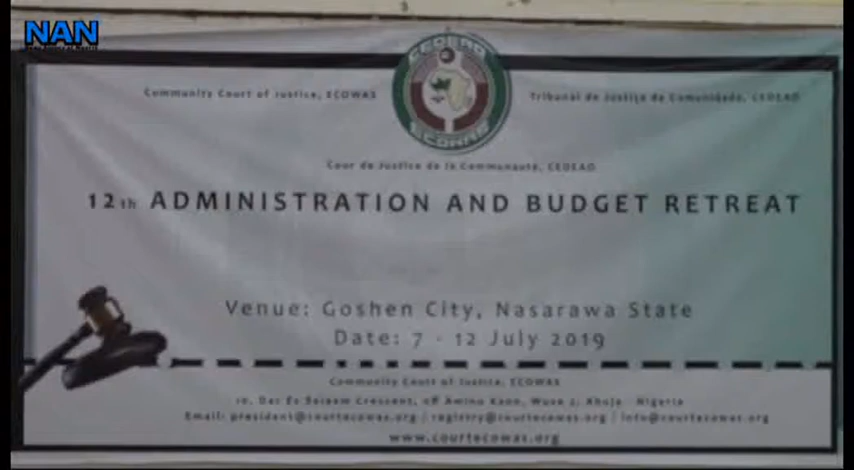 NAN
CEDEAO
Community Court of Justice, ECOWAS
Tribunal de Justiça da Comunidade, CEDEAO
ECOWAS
Cour de Justice de la Communauté, CEDEAO
12th ADMINISTRATION AND BUDGET RETREAT
Venue: Goshen City, Nasarawa State
Date: 7 - 12 July 2019
Community Court of Justice, ECOWAS
10, Dar Es Salaam Crescent, off Aminu Kano, Wuse 2, Abuja - Nigeria
Email: president@courtecowas.org / registry@courtecowas.org / info@courtecowas.org
www.courtecowas.org